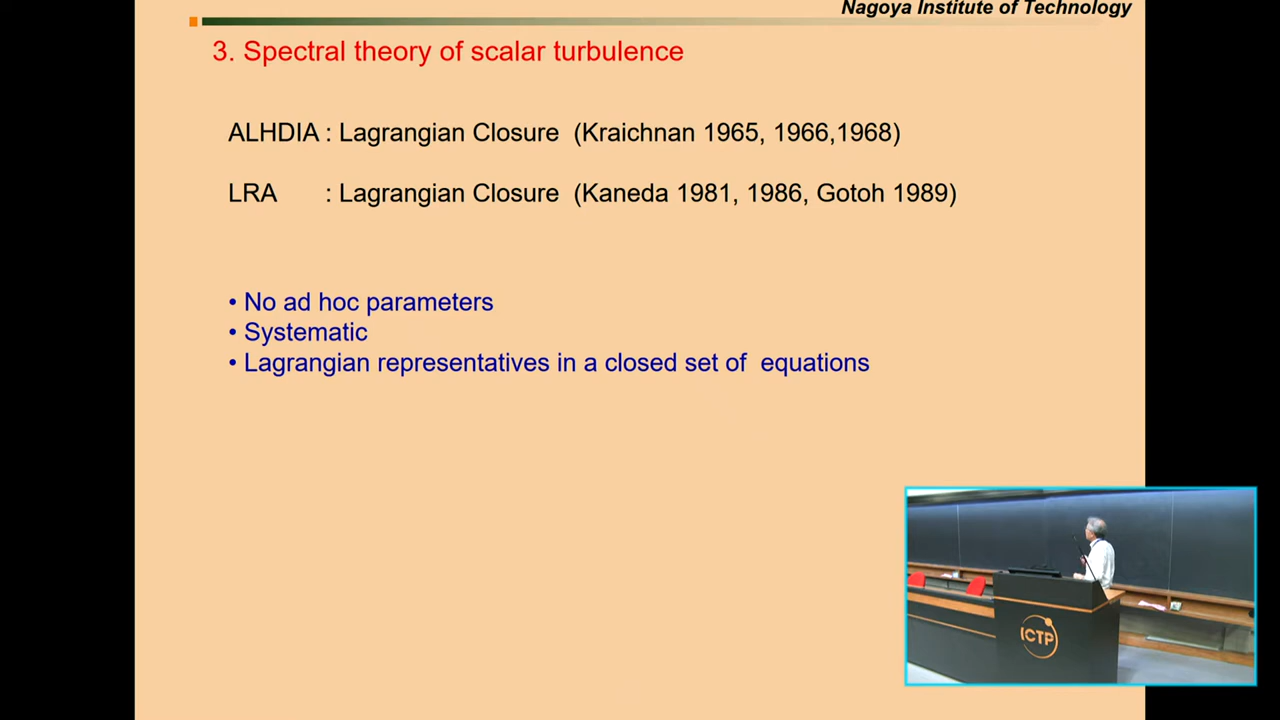 Nagoya Institute of Technology
3. Spectral theory of scalar turbulence
ALHDIA : Lagrangian Closure (Kraichnan 1965, 1966,1968)
LRA : Lagrangian Closure (Kaneda 1981, 1986, Gotoh 1989)
• No ad hoc parameters
• Systematic
• Lagrangian representatives in a closed set of equations
ICTP